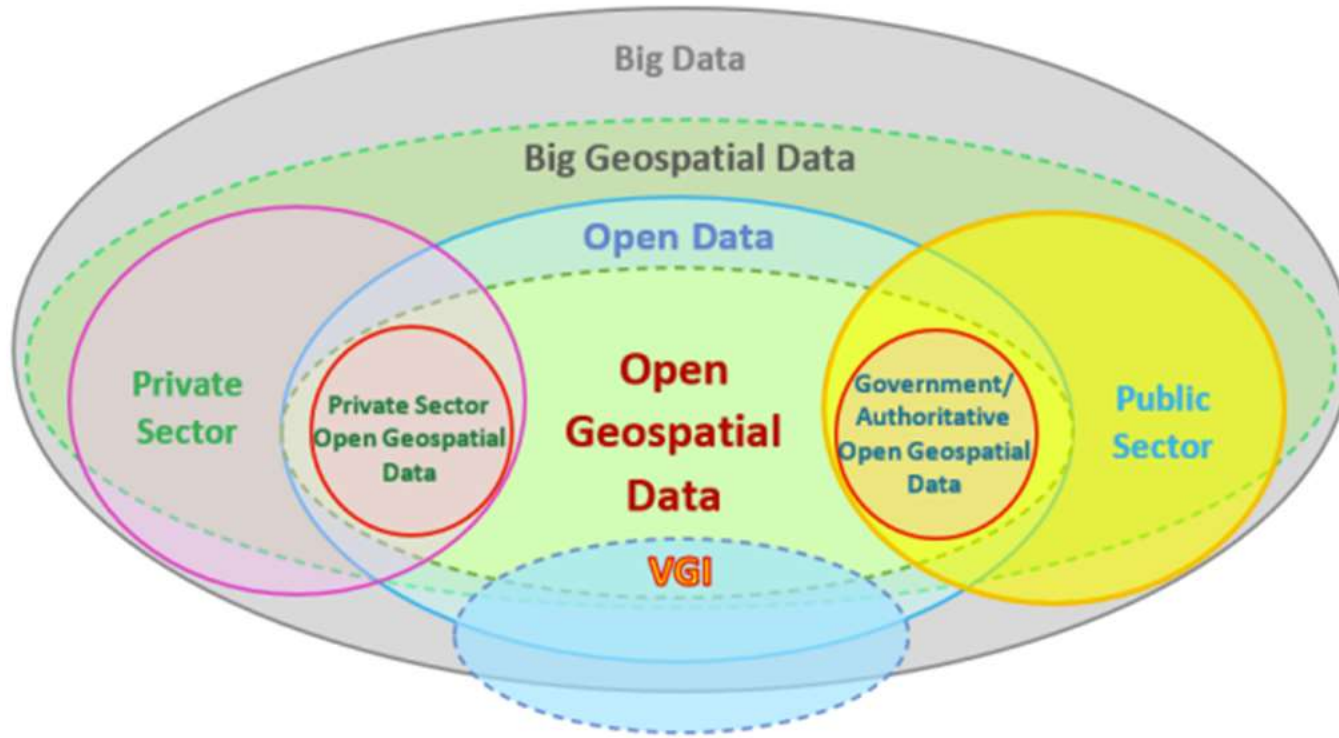 Big Data
Big Geospatial Data
Open Data
Private
Sector
Private Sector
Open Geospatial
Data
Open
Geospatial
Data
Government/
Authoritative
Open Geospatial
Data
Public
Sector
VGI